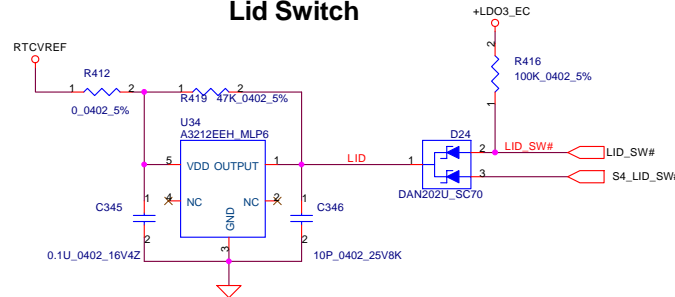 Lid Switch
+LDO3_EC
RTCVREF
2
R416
100K_0402_5%
1
R412
1 2
0_0402_5%
1 2
R419 47K_0402_5%
U34
A3212EEH_MLP6
5 VDD OUTPUT 1
LID
1
D24
2 LID_SW#
LID_SW#
3
S4_LID_SW#
DAN202U_SC70
4 NC NC 2
GND
3
C345
1
2
0.1U_0402_16V4Z
1
C346
2
10P_0402_25V8K